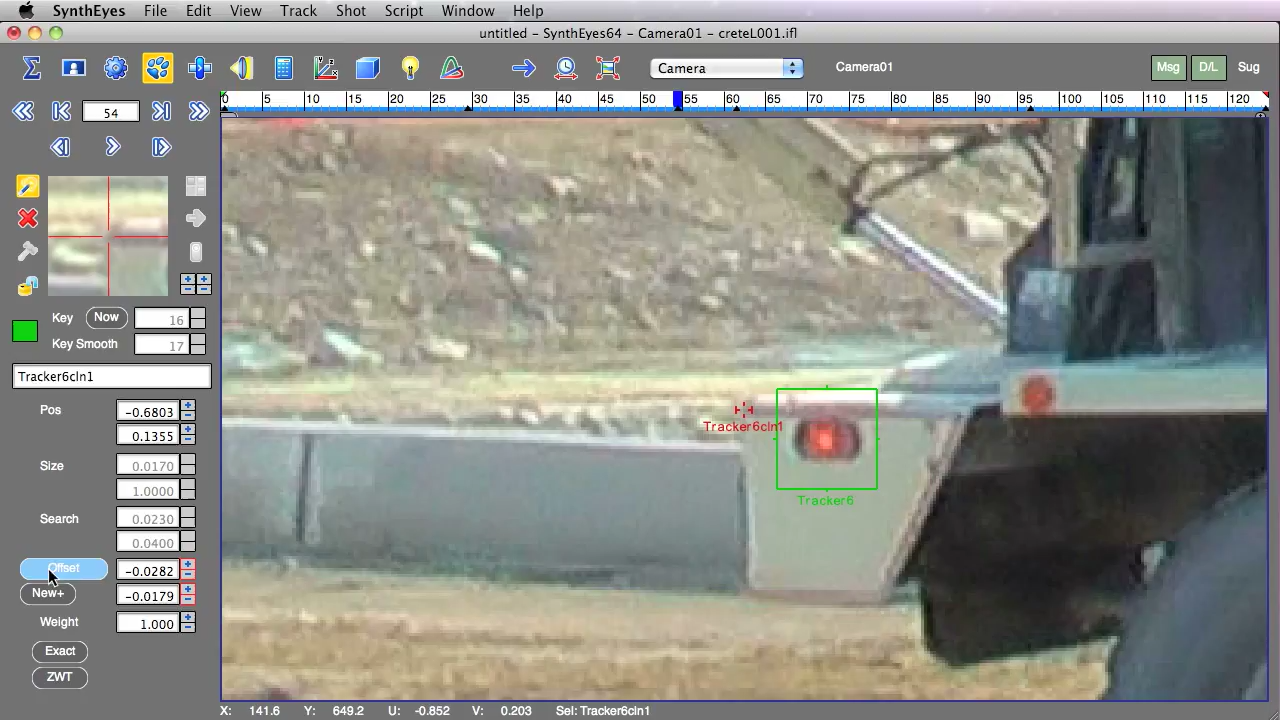 SynthEyes File Edit View Track Shot Script Window Help
untitled - SynthEyes64 - Camera01 - creteL001.ifl
Camera Camera01 Msg D/L Sug
54
0 5 10 15 20 25 30 35 40 45 50 55 60 65 70 75 80 85 90 95 100 105 110 115 120
Key Now 16
Key Smooth 17
Tracker6cln1
Pos -0.6803
0.1355
Size 0.0170
1.0000
Search 0.0230
0.0400
Offset -0.0282
New+ -0.0179
Weight 1.000
Exact
ZWT
Tracker6cln1
Tracker6
X: 141.6 Y: 649.2 U: -0.852 V: 0.203 Sel: Tracker6cln1